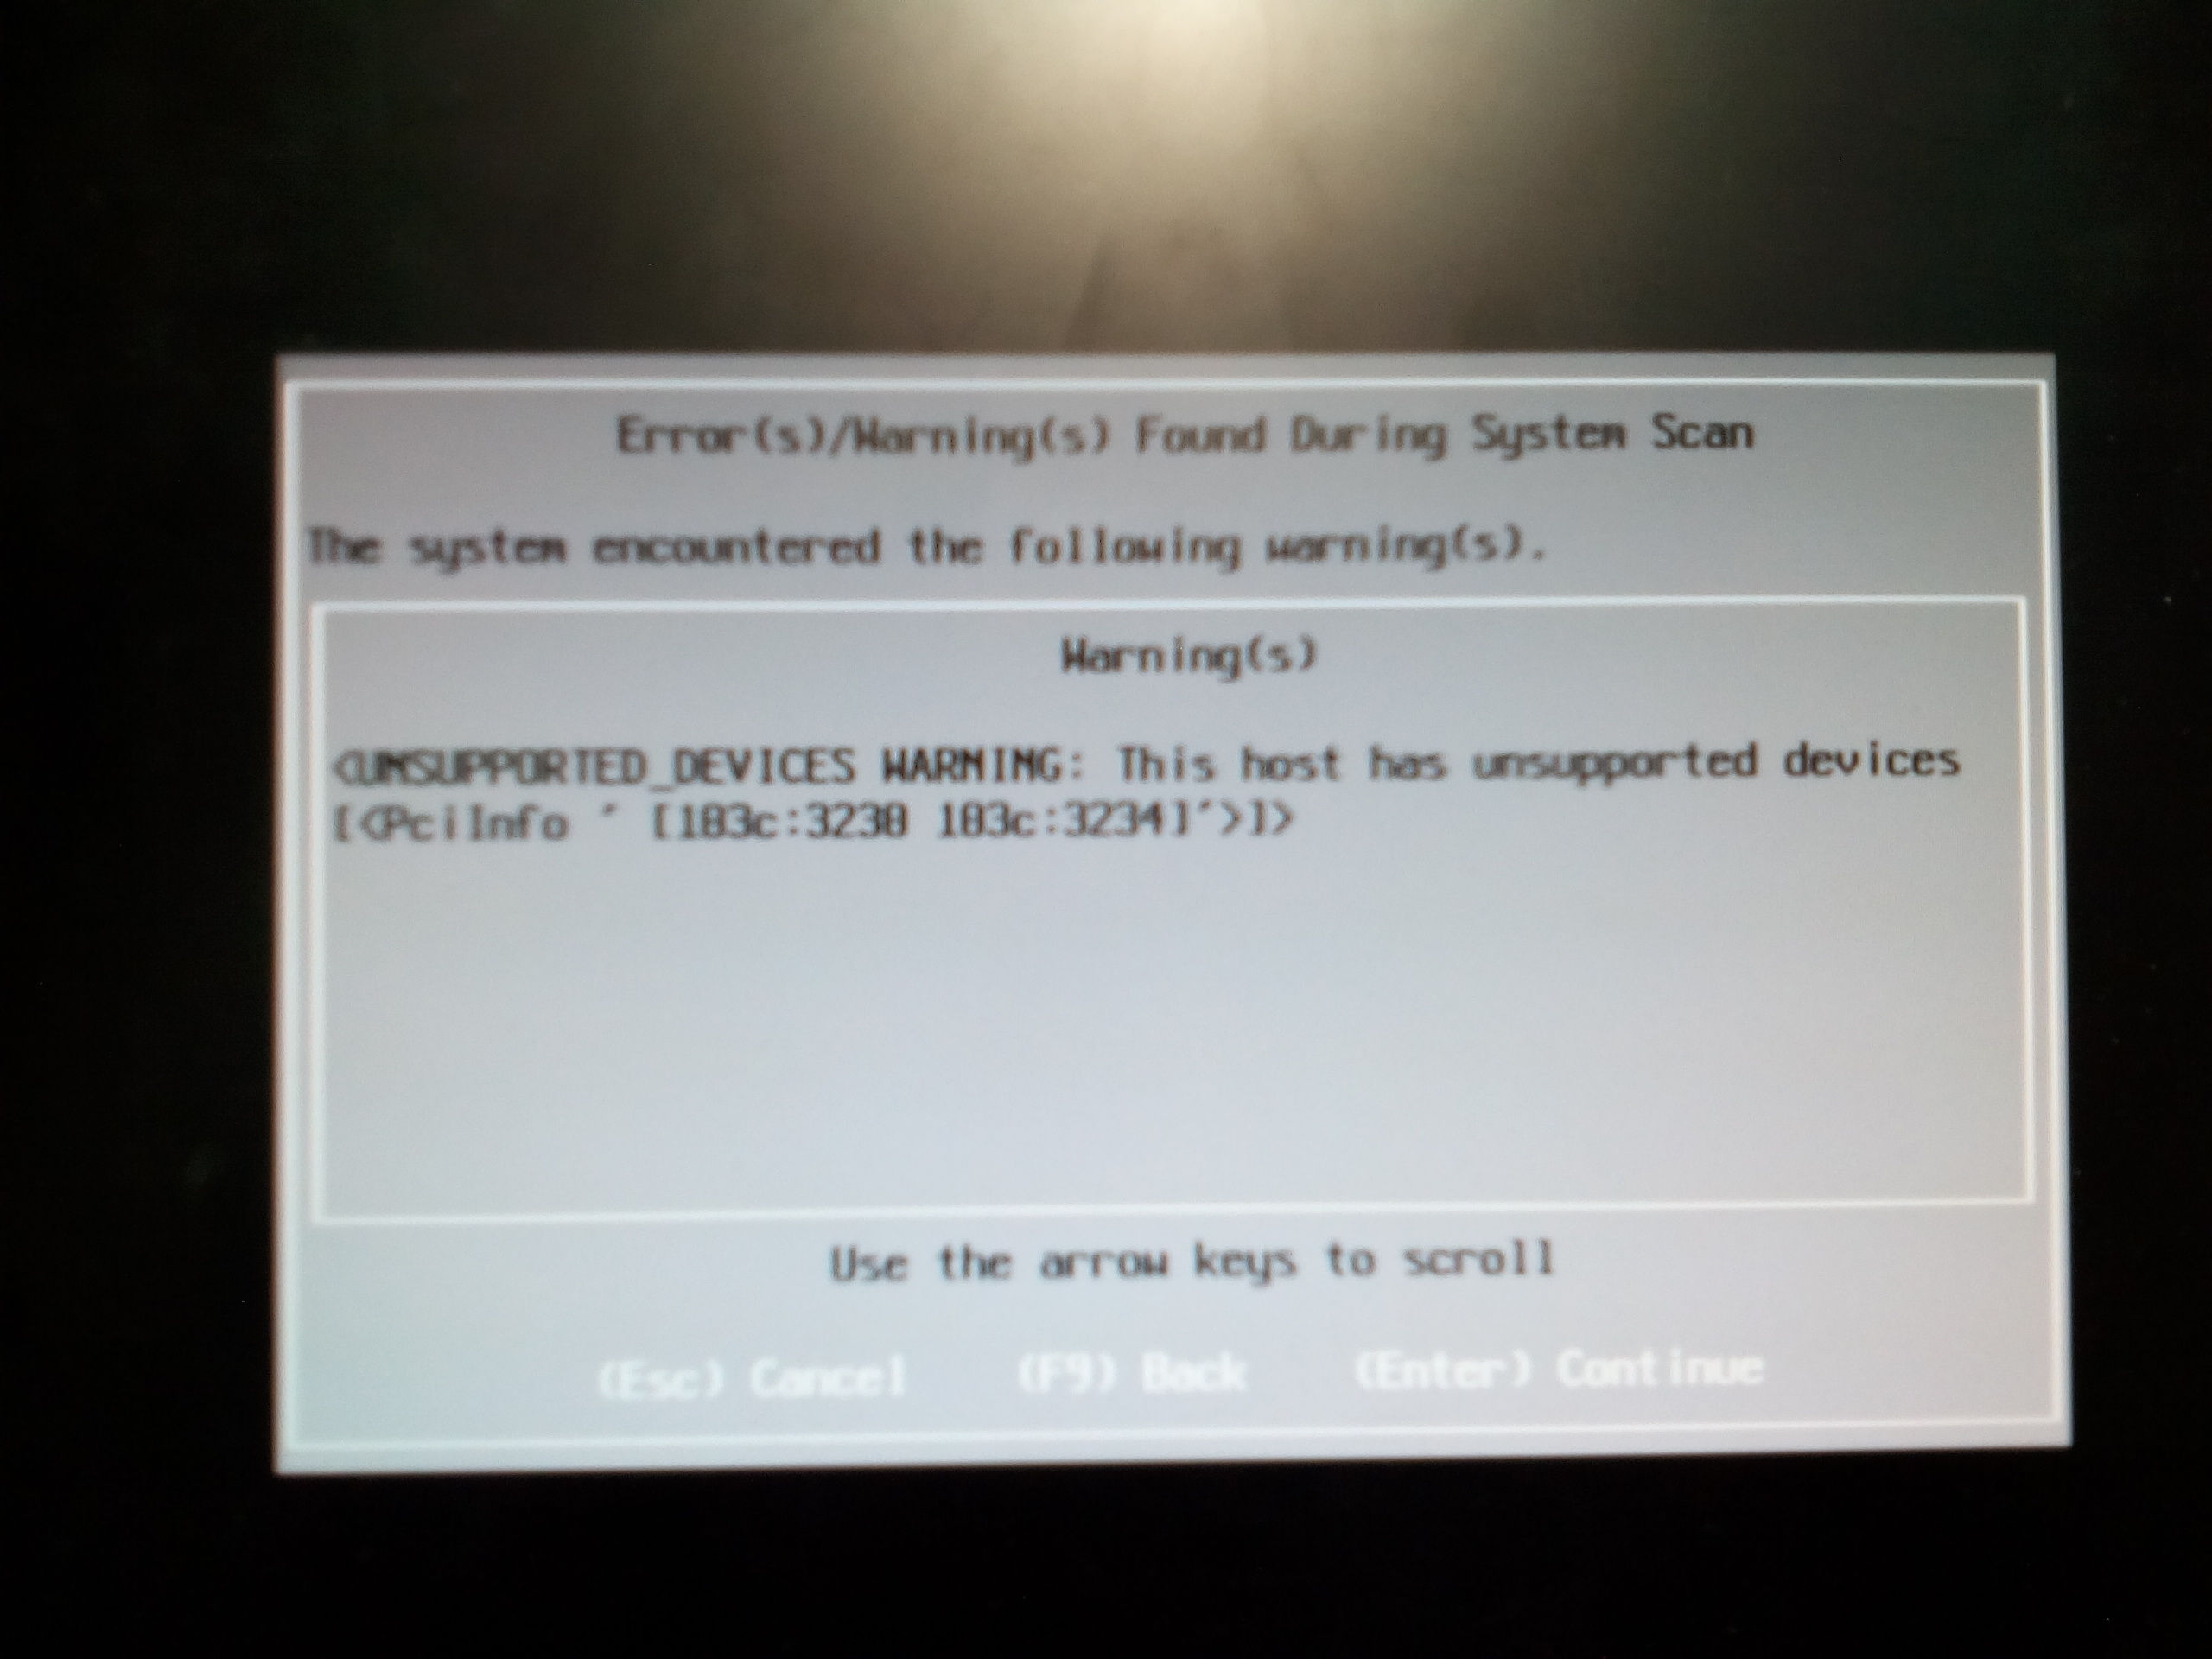 Error(s)/Warning(s) Found During System Scan
The system encountered the following warning(s).
Warning(s)
<UNSUPPORTED_DEVICES WARNING: This host has unsupported devices
[<PciInfo ' [103c:3230 103c:3234]'>]>
Use the arrow keys to scroll
(Esc) Cancel (F9) Back (Enter) Continue